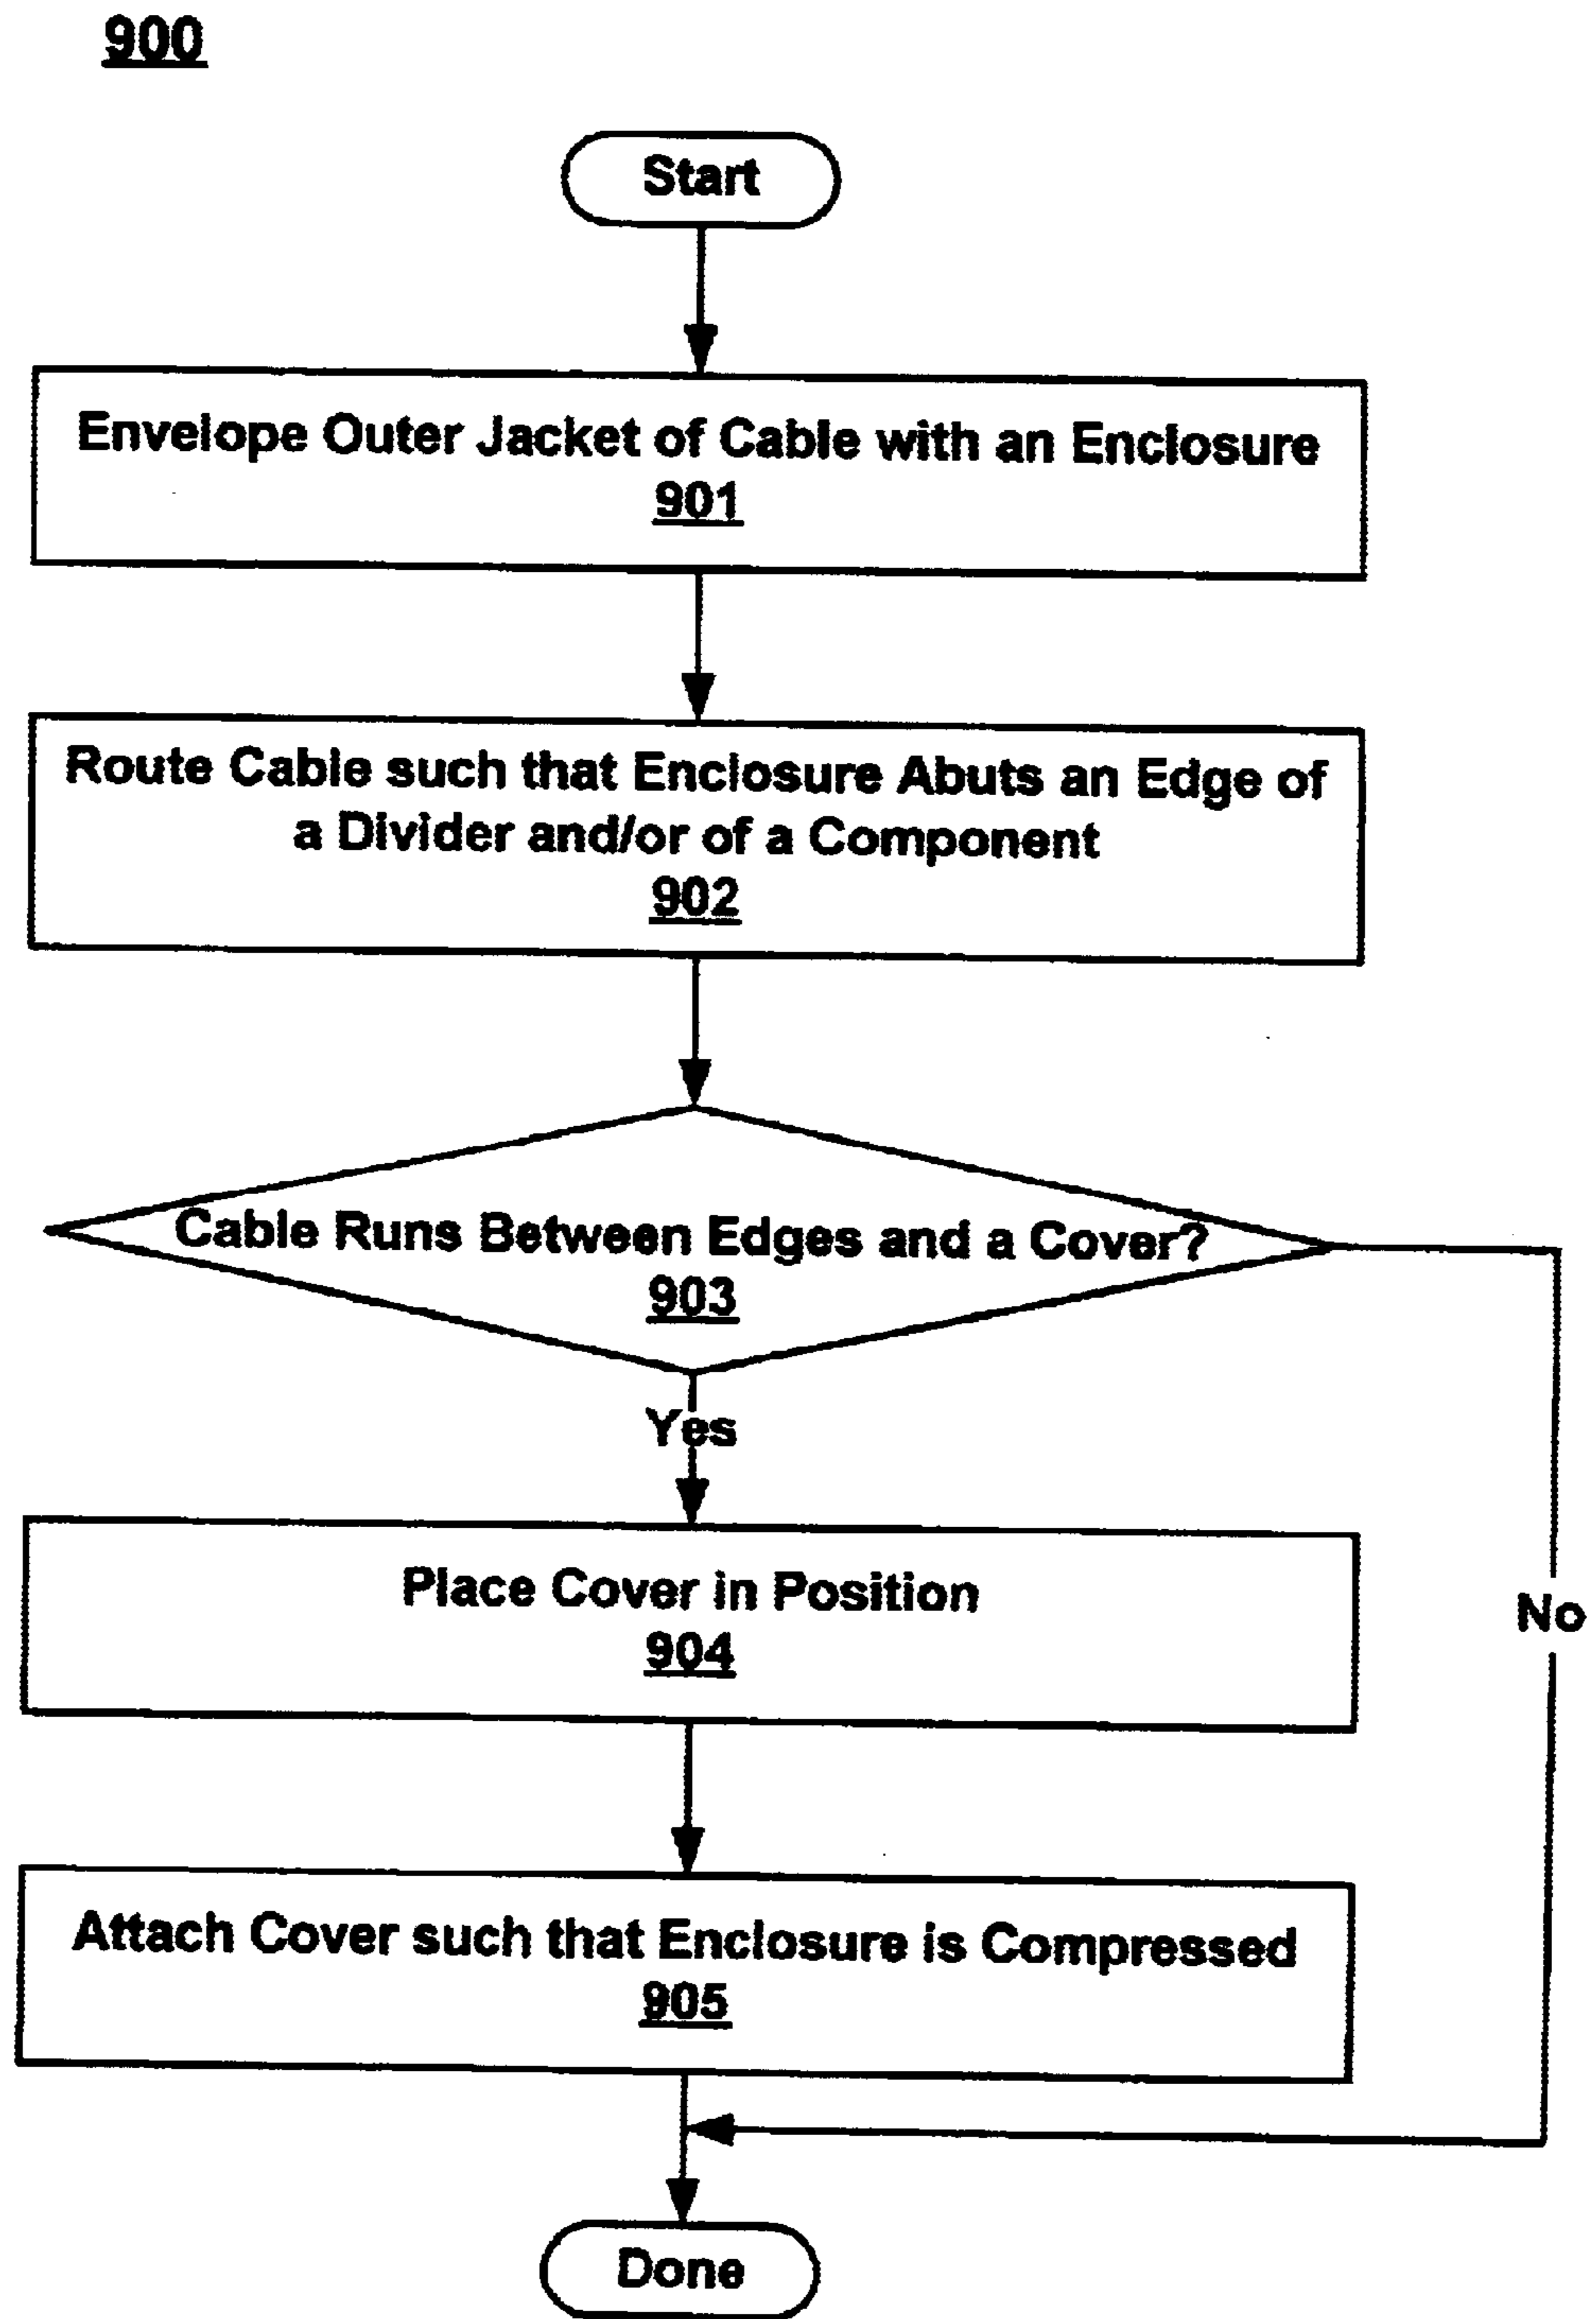 900
Start
Envelope Outer Jacket of Cable with an Enclosure
901
Route Cable such that Enclosure Abuts an Edge of
a Divider and/or of a Component
902
Cable Runs Between Edges and a Cover?
903
Yes
Place Cover in Position
904
No
Attach Cover such that Enclosure is Compressed
905
Done